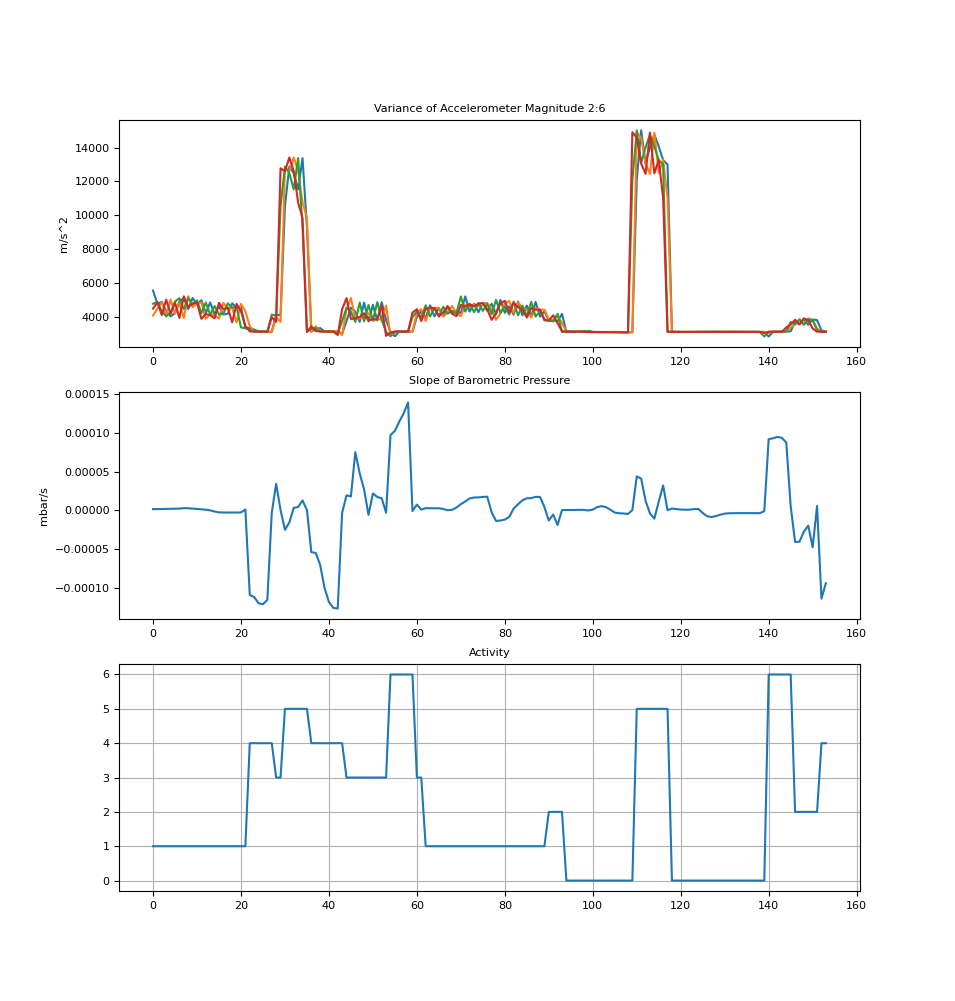 Variance of Accelerometer Magnitude 2:6
m/s^2
14000
12000
10000
8000
6000
4000
0 20 40 60 80 100 120 140 160
Slope of Barometric Pressure
mbar/s
0.00015
0.00010
0.00005
0.00000
−0.00005
−0.00010
0 20 40 60 80 100 120 140 160
Activity
6
5
4
3
2
1
0
0 20 40 60 80 100 120 140 160